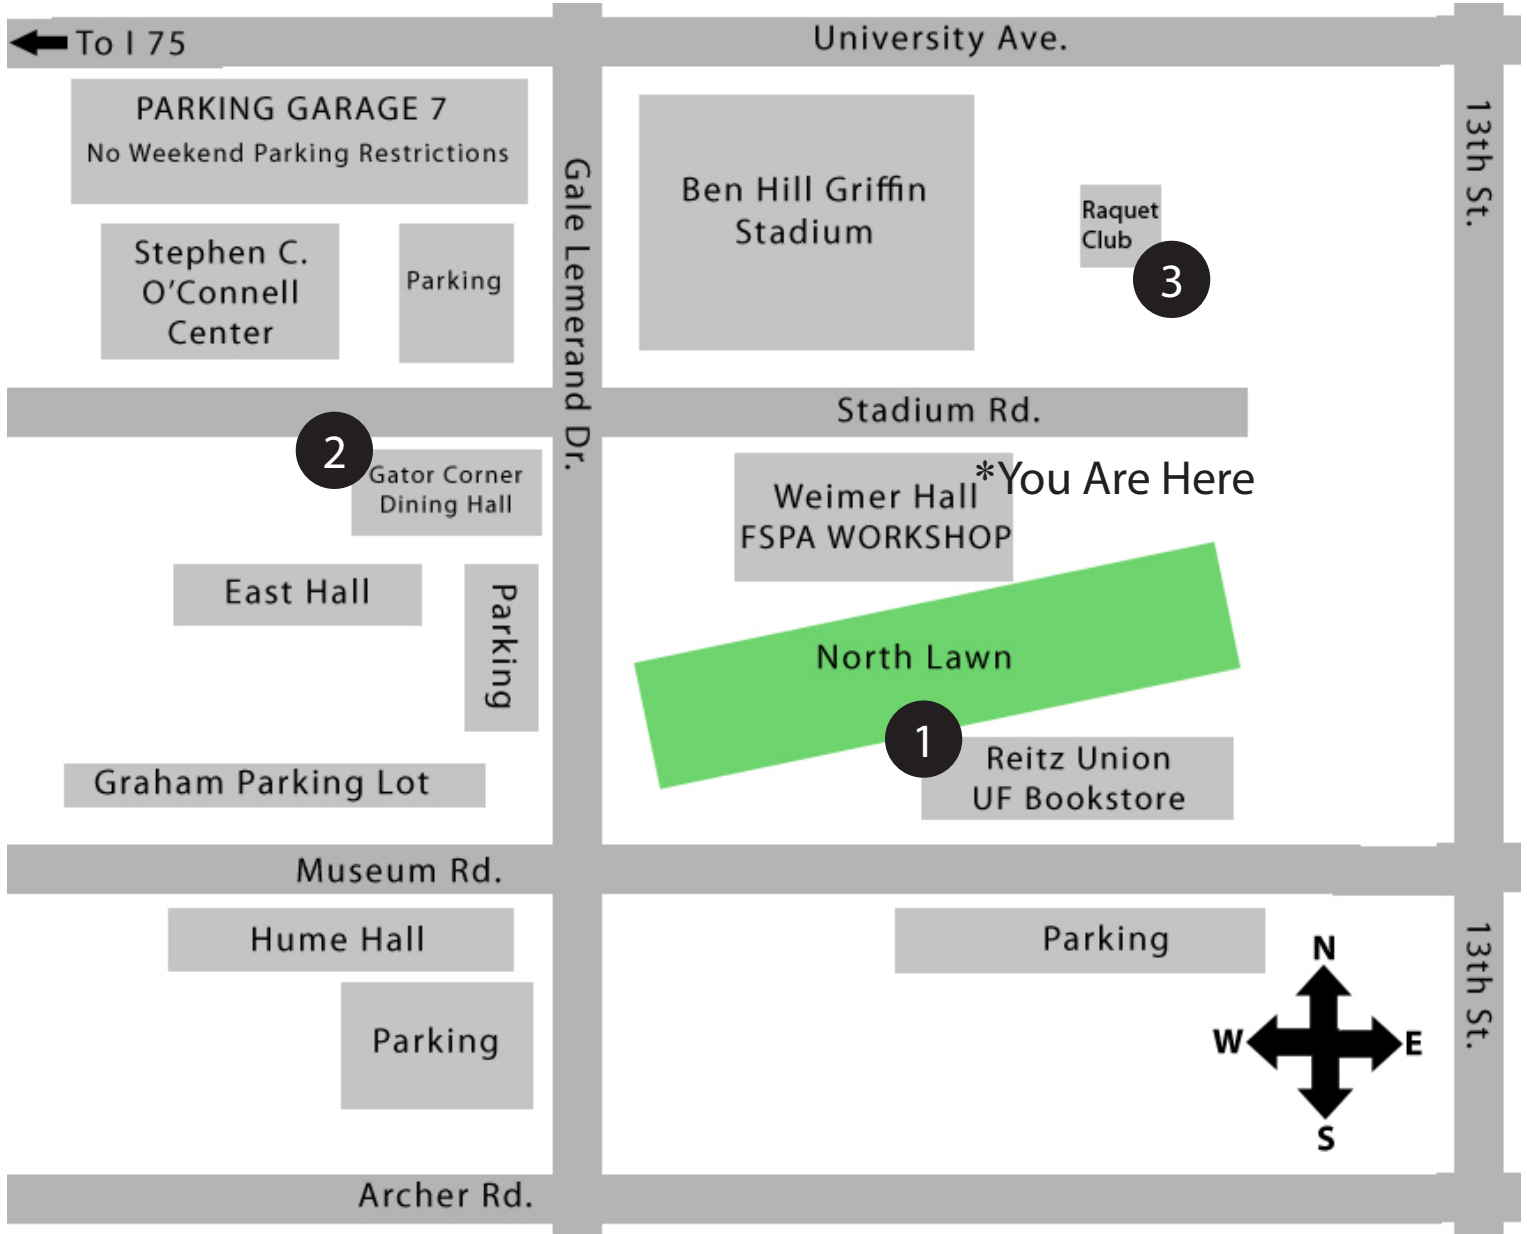 To I 75
University Ave.
PARKING GARAGE 7
No Weekend Parking Restrictions
Gale Lemerand Dr.
Ben Hill Griffin
Stadium
13th St.
Raquet
Club
3
Stephen C.
O'Connell
Center
Parking
Stadium Rd.
2
Gator Corner
Dining Hall
Weimer Hall
FSPA WORKSHOP
*You Are Here
East Hall
Parking
North Lawn
1
Reitz Union
UF Bookstore
Graham Parking Lot
Museum Rd.
Hume Hall
Parking
Parking
13th St.
N
W
E
S
Archer Rd.